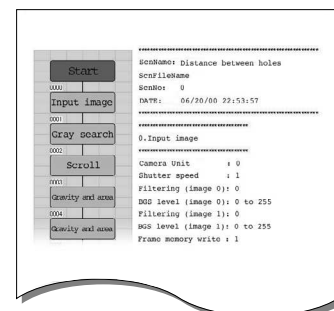 Start
0000
Input image
0001
Gray search
0002
Scroll
0003
Gravity and area
0004
Gravity and area
****************************************************
ScnName: Distance between holes
ScnFileName
ScnNo: 0
DATE: 06/20/00 22:53:57
****************************************************
********************************
0.Input image
********************************
Camera Unit : 0
Shutter speed : 1
Filtering (image 0): 0
BGS level (image 0): 0 to 255
Filtering (image 1): 0
BGS level (image 1): 0 to 255
Frame memory write : 1